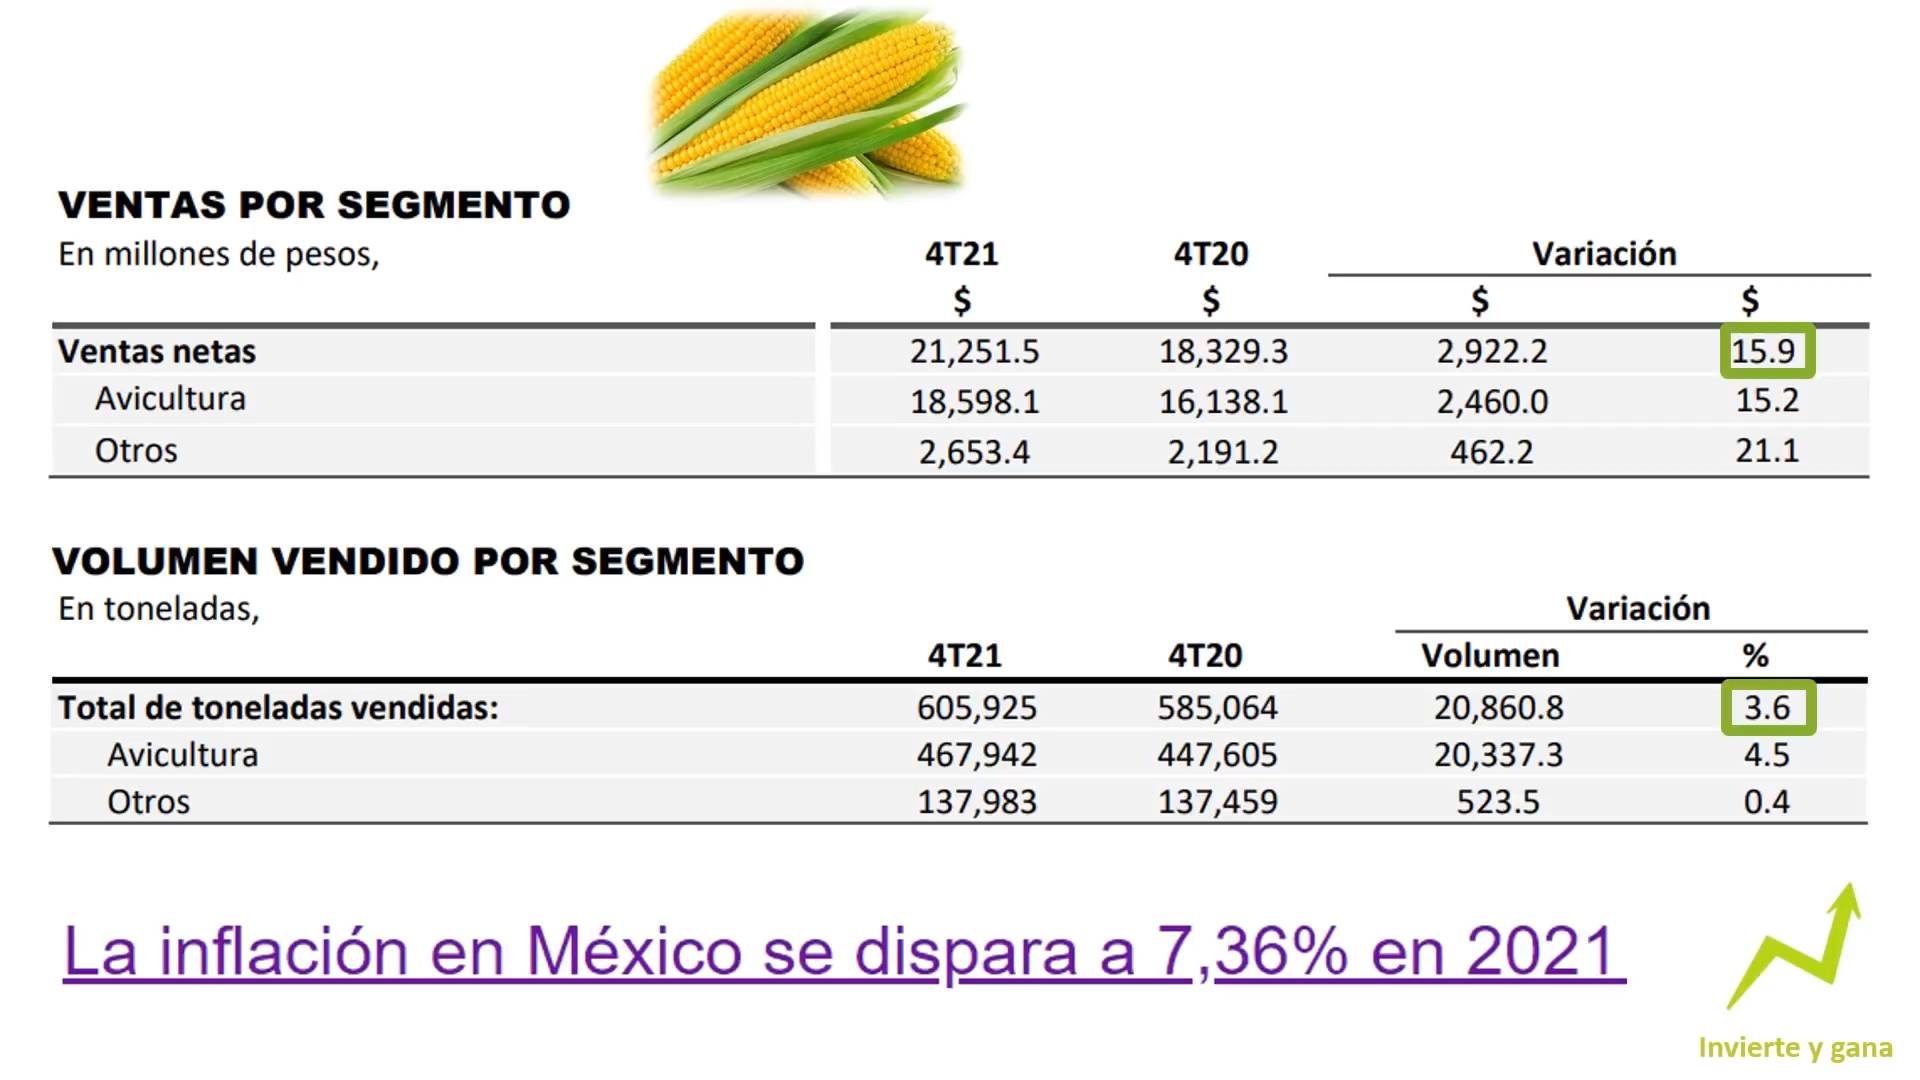 VENTAS POR SEGMENTO
En millones de pesos, 4T21 4T20 Variación
$ $ $ $
Ventas netas 21,251.5 18,329.3 2,922.2 15.9
Avicultura 18,598.1 16,138.1 2,460.0 15.2
Otros 2,653.4 2,191.2 462.2 21.1
VOLUMEN VENDIDO POR SEGMENTO
En toneladas, Variación
4T21 4T20 Volumen %
Total de toneladas vendidas: 605,925 585,064 20,860.8 3.6
Avicultura 467,942 447,605 20,337.3 4.5
Otros 137,983 137,459 523.5 0.4
La inflación en México se dispara a 7,36% en 2021
Invierte y gana